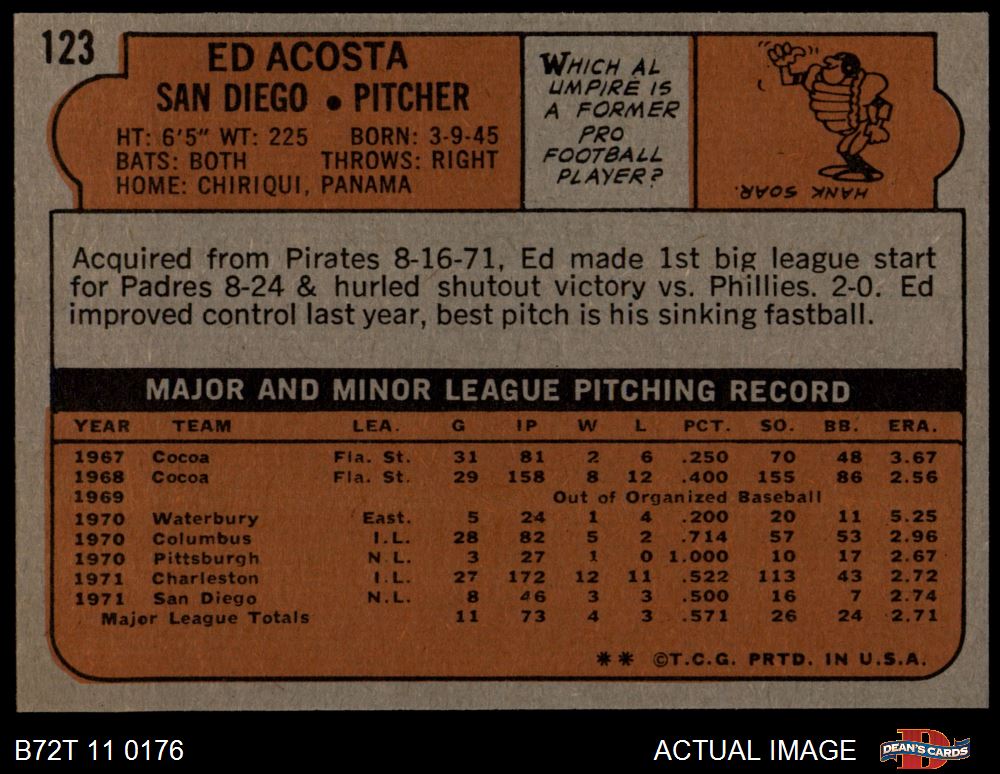 123
ED ACOSTA
SAN DIEGO • PITCHER
HT: 6'5" WT: 225 BORN: 3-9-45
BATS: BOTH THROWS: RIGHT
HOME: CHIRIQUI, PANAMA
WHICH AL
UMPIRE IS
A FORMER
PRO
FOOTBALL
PLAYER?
HANK SOAR.
Acquired from Pirates 8-16-71, Ed made 1st big league start
for Padres 8-24 & hurled shutout victory vs. Phillies. 2-0. Ed
improved control last year, best pitch is his sinking fastball.
MAJOR AND MINOR LEAGUE PITCHING RECORD
YEAR TEAM LEA. G IP W L PCT. SO. BB. ERA.
1967 Cocoa Fla. St. 31 81 2 6 .250 70 48 3.67
1968 Cocoa Fla. St. 29 158 8 12 .400 155 86 2.56
1969 Out of Organized Baseball
1970 Waterbury East. 5 24 1 4 .200 20 11 5.25
1970 Columbus I.L. 28 82 5 2 .714 57 53 2.96
1970 Pittsburgh N.L. 3 27 1 0 1.000 10 17 2.67
1971 Charleston I.L. 27 172 12 11 .522 113 43 2.72
1971 San Diego N.L. 8 46 3 3 .500 16 7 2.74
Major League Totals 11 73 4 3 .571 26 24 2.71
** ©T.C.G. PRTD. IN U.S.A.
B72T 11 0176 ACTUAL IMAGE DEAN'S CARDS